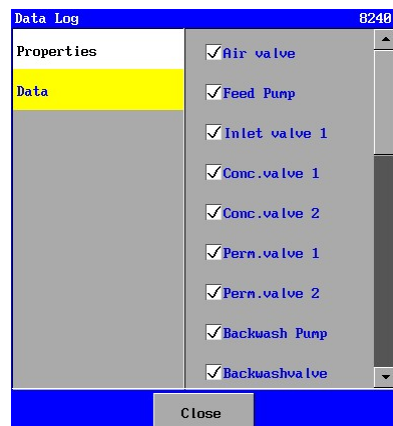 Data Log 8240
Properties
Data
Air valve
Feed Pump
Inlet valve 1
Conc.valve 1
Conc.valve 2
Perm.valve 1
Perm.valve 2
Backwash Pump
Backwashvalve
Close